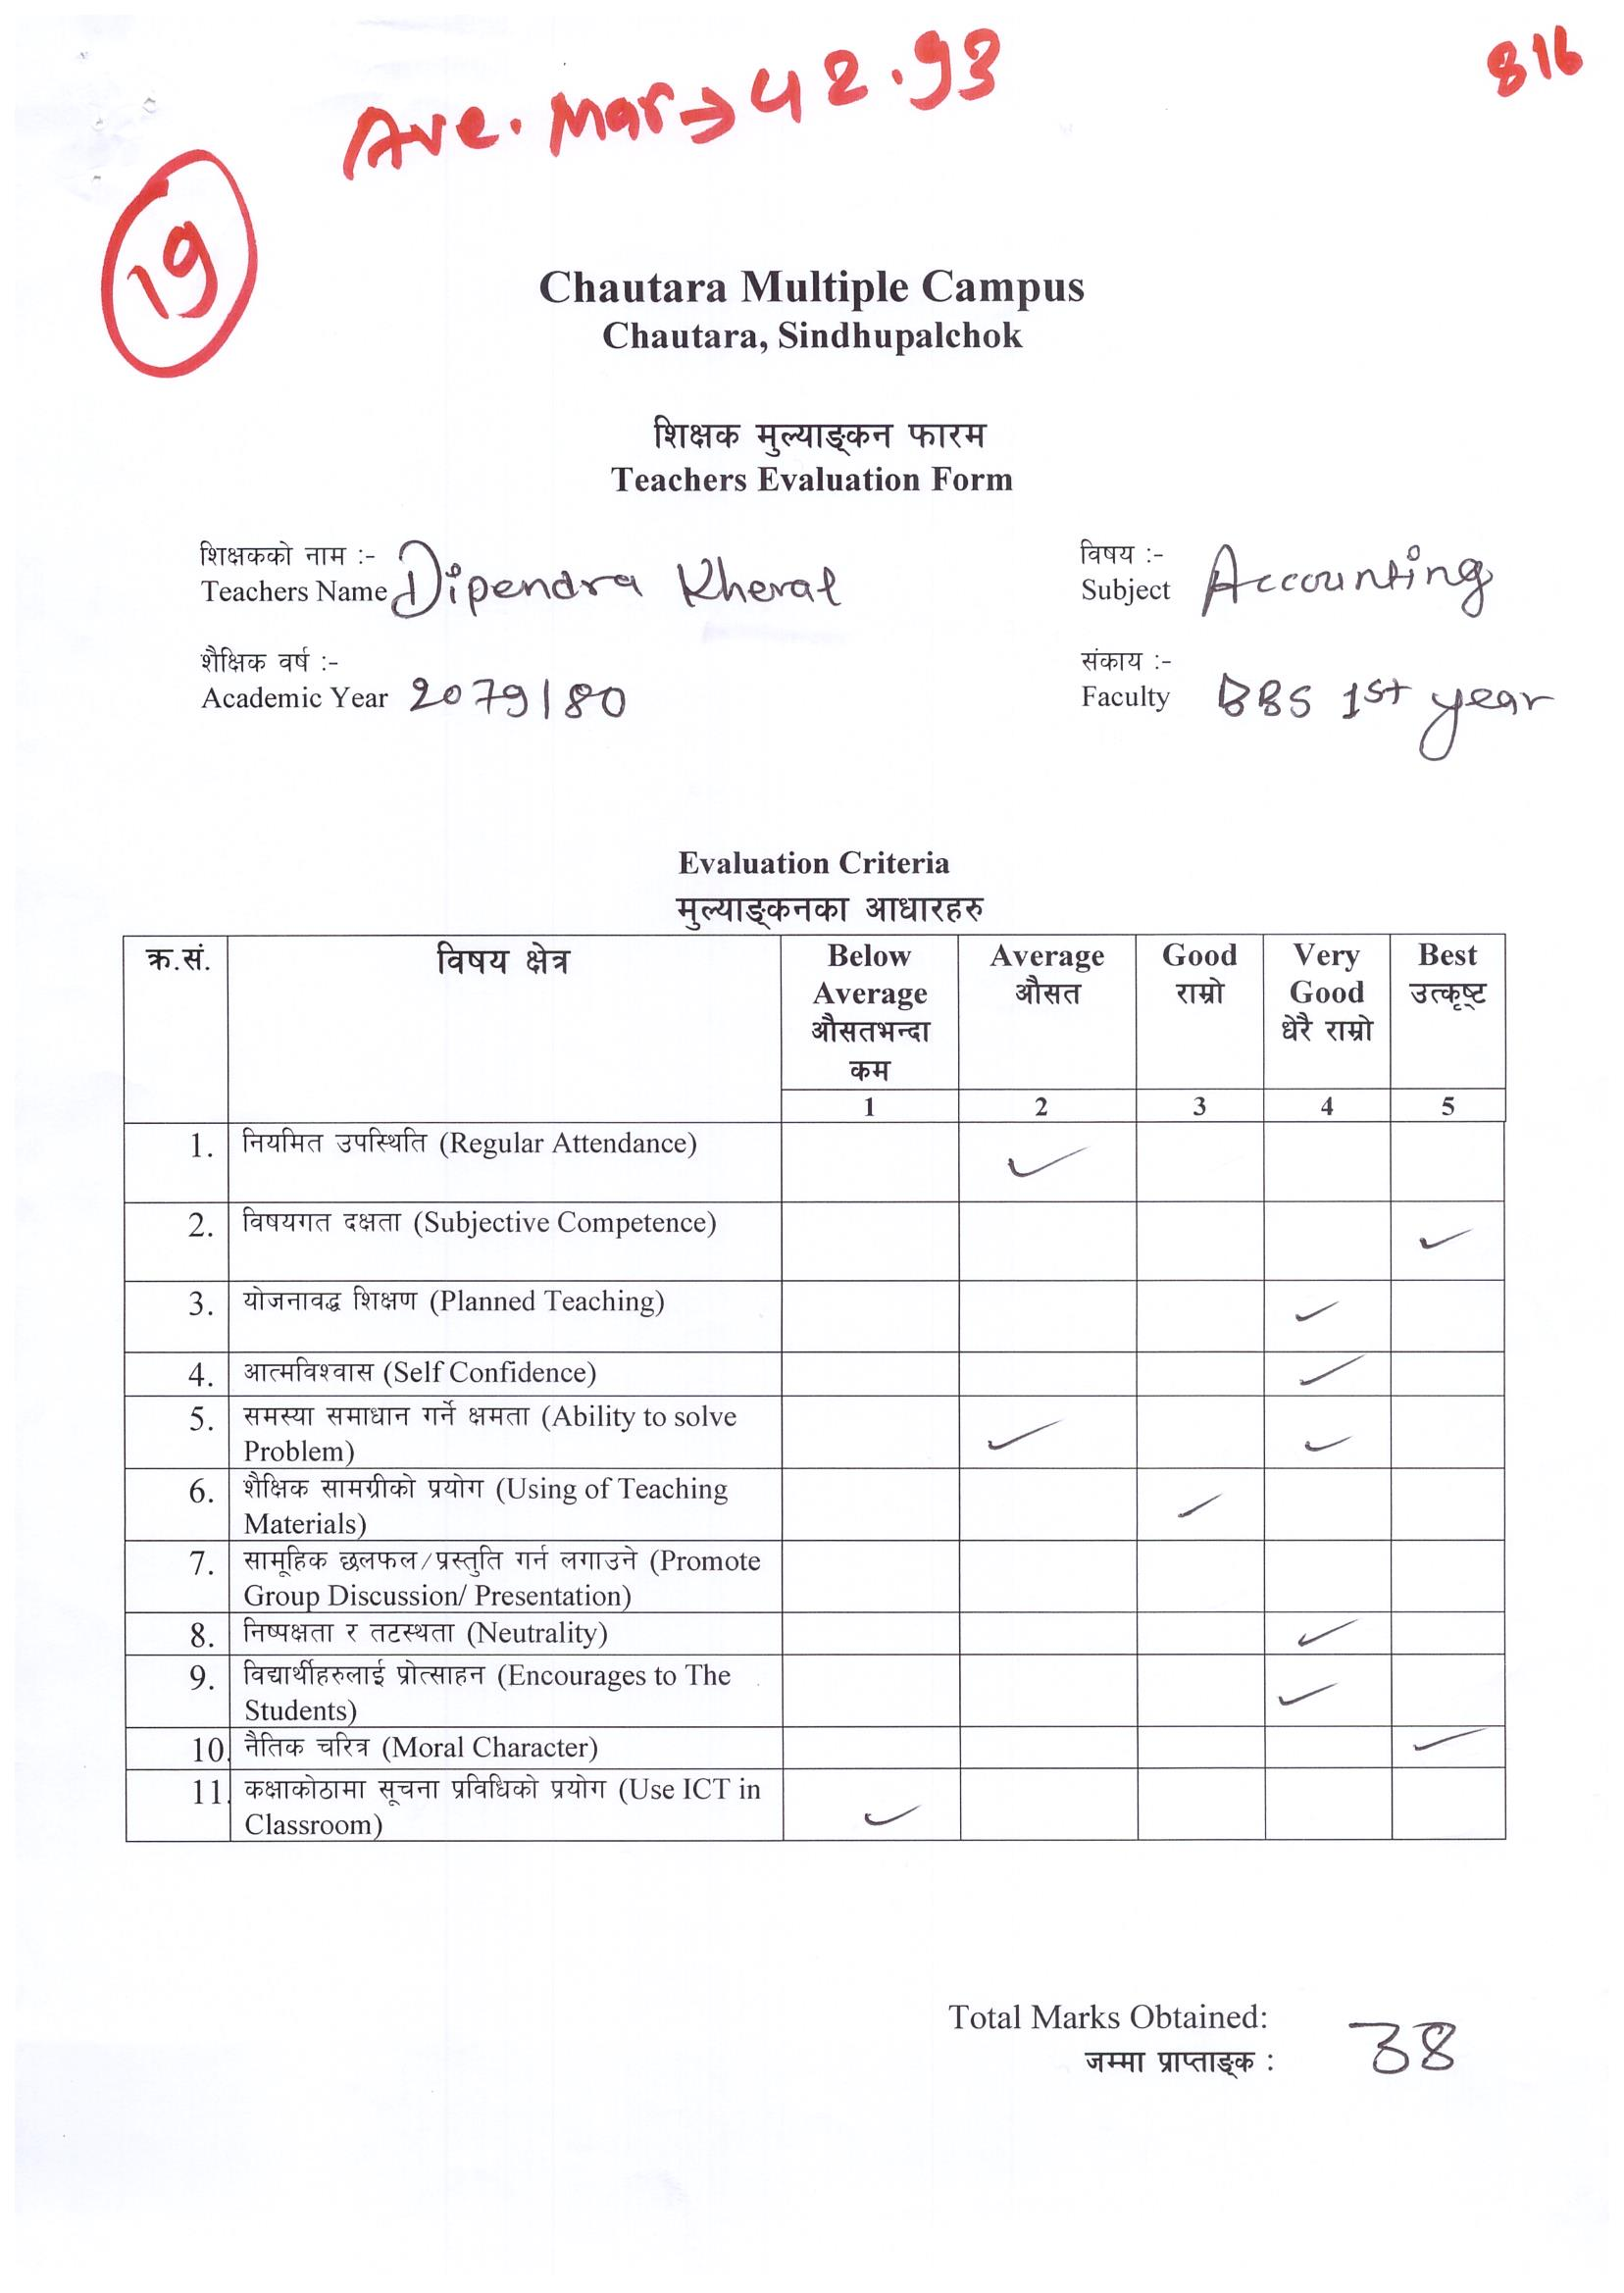 Ave. Mar → 42.93
816
19
Chautara Multiple Campus
Chautara, Sindhupalchok
शिक्षक मुल्याङ्कन फारम
Teachers Evaluation Form
शिक्षकको नाम :-
Teachers Name Dipendra Kheral
विषय :-
Subject Accounting
शैक्षिक वर्ष :-
Academic Year 2079/80
संकाय :-
Faculty BBS 1st year
Evaluation Criteria
मुल्याङ्कनका आधारहरु
क्र.सं. विषय क्षेत्र Below Average औसतभन्दा कम Average औसत Good राम्रो Very Good धेरै राम्रो Best उत्कृष्ट
1 2 3 4 5
1. नियमित उपस्थिति (Regular Attendance) ✓
2. विषयगत दक्षता (Subjective Competence) ✓
3. योजनावद्ध शिक्षण (Planned Teaching) ✓
4. आत्मविश्वास (Self Confidence) ✓
5. समस्या समाधान गर्ने क्षमता (Ability to solve
Problem) ✓ ✓
6. शैक्षिक सामग्रीको प्रयोग (Using of Teaching
Materials) ✓
7. सामूहिक छलफल/प्रस्तुति गर्न लगाउने (Promote
Group Discussion/ Presentation)
8. निष्पक्षता र तटस्थता (Neutrality) ✓
9. विद्यार्थीहरुलाई प्रोत्साहन (Encourages to The
Students) ✓
10. नैतिक चरित्र (Moral Character) ✓
11. कक्षाकोठामा सूचना प्रविधिको प्रयोग (Use ICT in
Classroom) ✓
Total Marks Obtained:
जम्मा प्राप्ताङ्क : 38